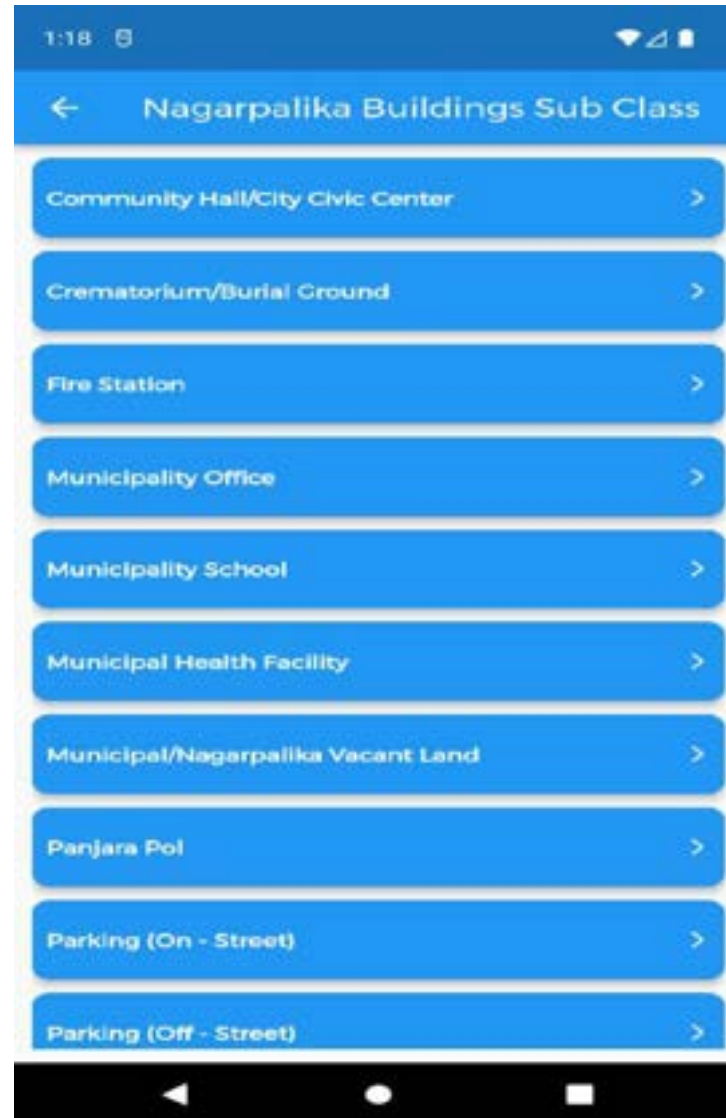 1:18
Nagarpalika Buildings Sub Class
Community Hall/City Civic Center
Crematorium/Burial Ground
Fire Station
Municipality Office
Municipality School
Municipal Health Facility
Municipal/Nagarpalika Vacant Land
Panjara Pol
Parking (On - Street)
Parking (Off - Street)